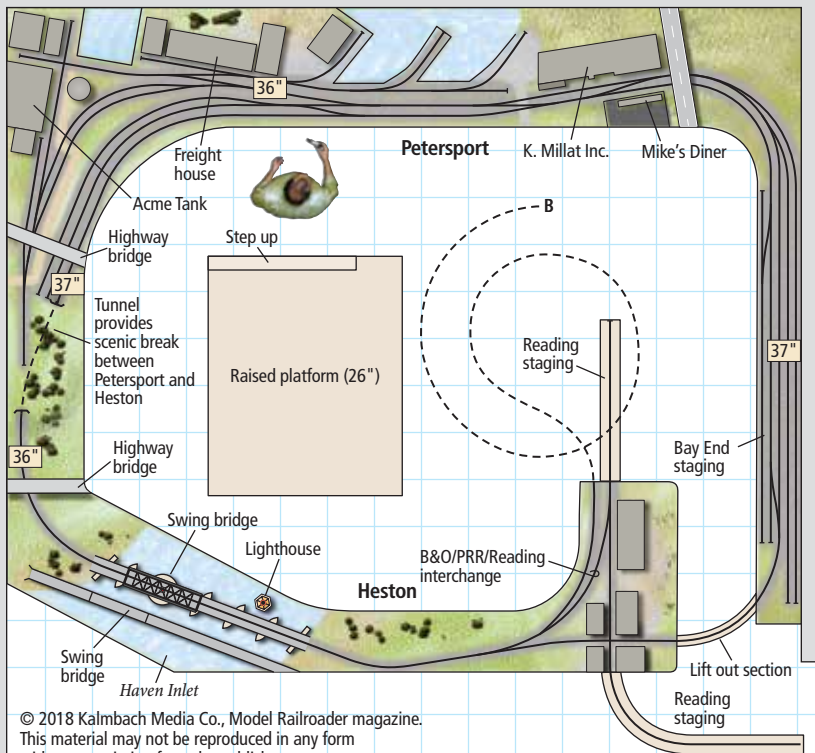 36"
Freight
house
Petersport
K. Millat Inc.
Mike's Diner
Acme Tank
B
Highway
bridge
Step up
37"
Tunnel
provides
scenic break
between
Petersport and
Heston
Raised platform (26")
Reading
staging
37"
Bay End
staging
36"
Highway
bridge
Swing bridge
Lighthouse
B&O/PRR/Reading
interchange
Heston
Swing
bridge
Haven Inlet
Lift out section
Reading
staging
© 2018 Kalmbach Media Co., Model Railroader magazine.
This material may not be reproduced in any form